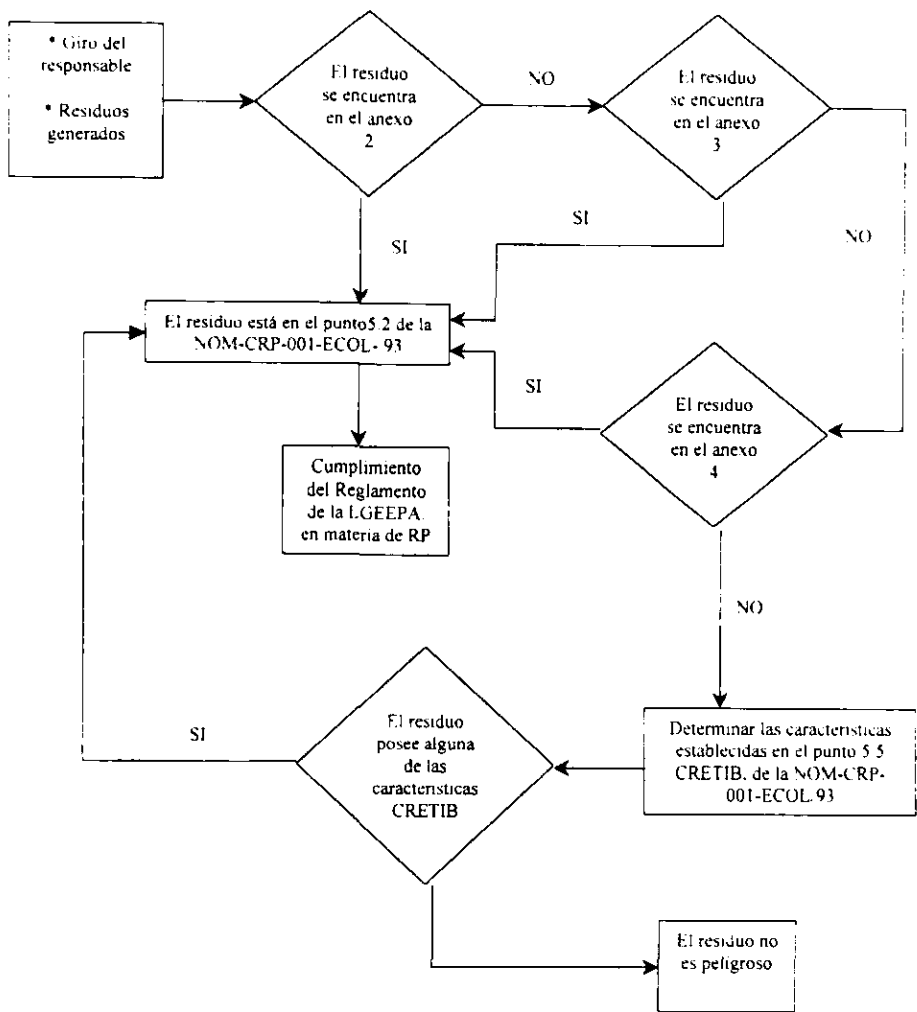 * Giro del
responsable
* Residuos
generados
El residuo
se encuentra
en el anexo
2
NO
El residuo
se encuentra
en el anexo
3
SI
SI
NO
El residuo está en el punto5.2 de la
NOM-CRP-001-ECOL- 93
SI
El residuo
se encuentra
en el anexo
4
Cumplimiento
del Reglamento
de la LGEEPA.
en materia de RP
NO
SI
El residuo
posee alguna
de las
características
CRETIB
Determinar las características
establecidas en el punto 5.5
CRETIB. de la NOM-CRP-
001-ECOL.93
El residuo no
es peligroso